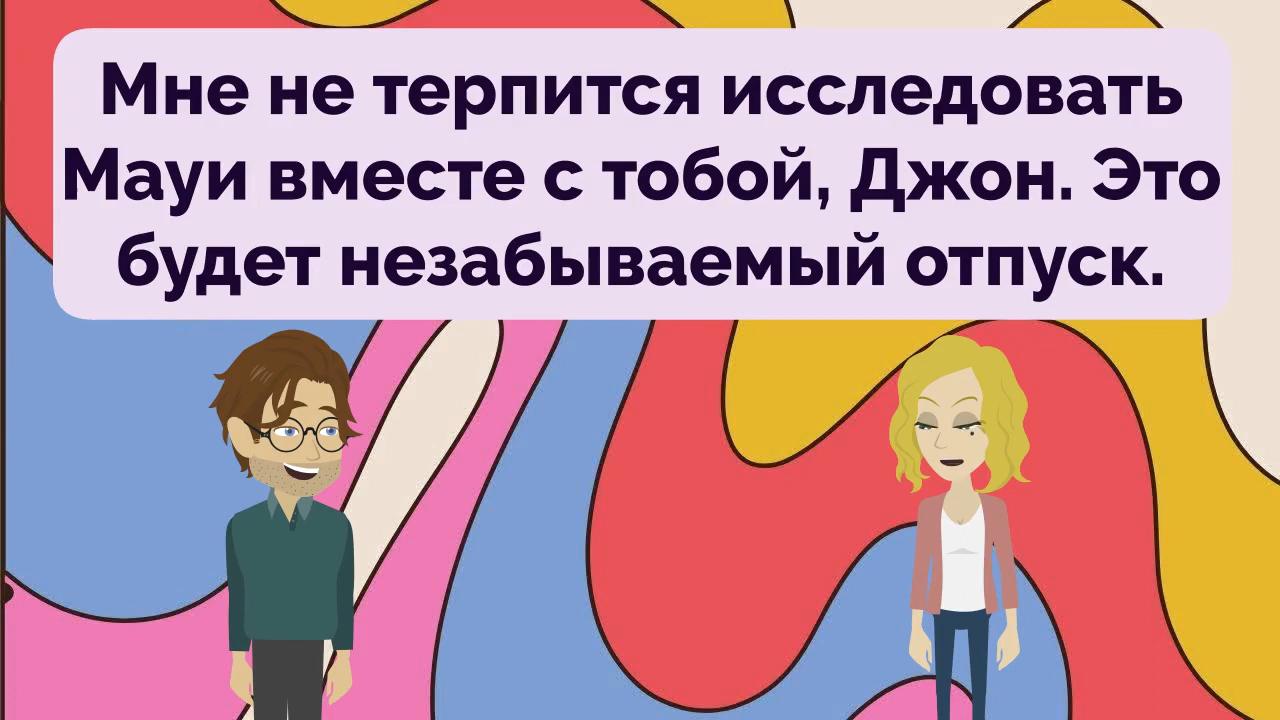 Мне не терпится исследовать
Мауи вместе с тобой, Джон. Это
будет незабываемый отпуск.